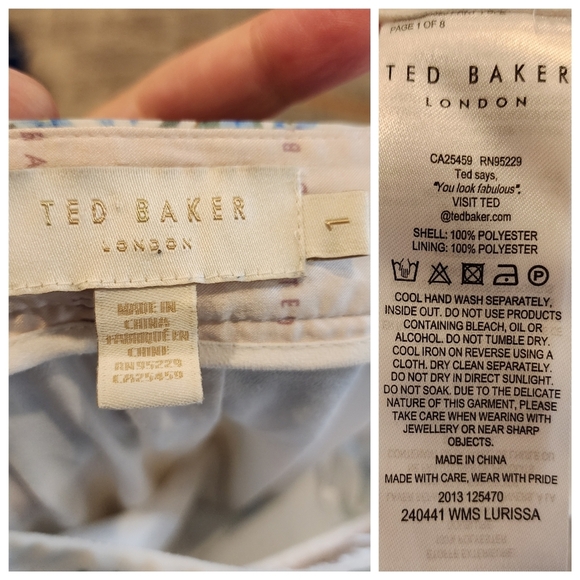 TED BAKER
LONDON
1
MADE IN
CHINA
FABRIQUÉ EN
CHINE
RN95229
CA25459
PAGE 1 OF 8
TED BAKER
LONDON
CA25459 RN95229
Ted says,
"You look fabulous".
VISIT TED
@tedbaker.com
SHELL: 100% POLYESTER
LINING: 100% POLYESTER
COOL HAND WASH SEPARATELY,
INSIDE OUT. DO NOT USE PRODUCTS
CONTAINING BLEACH, OIL OR
ALCOHOL. DO NOT TUMBLE DRY.
COOL IRON ON REVERSE USING A
CLOTH. DRY CLEAN SEPARATELY.
DO NOT DRY IN DIRECT SUNLIGHT.
DO NOT SOAK. DUE TO THE DELICATE
NATURE OF THIS GARMENT, PLEASE
TAKE CARE WHEN WEARING WITH
JEWELLERY OR NEAR SHARP
OBJECTS.
MADE IN CHINA
MADE WITH CARE, WEAR WITH PRIDE
2013 125470
240441 WMS LURISSA